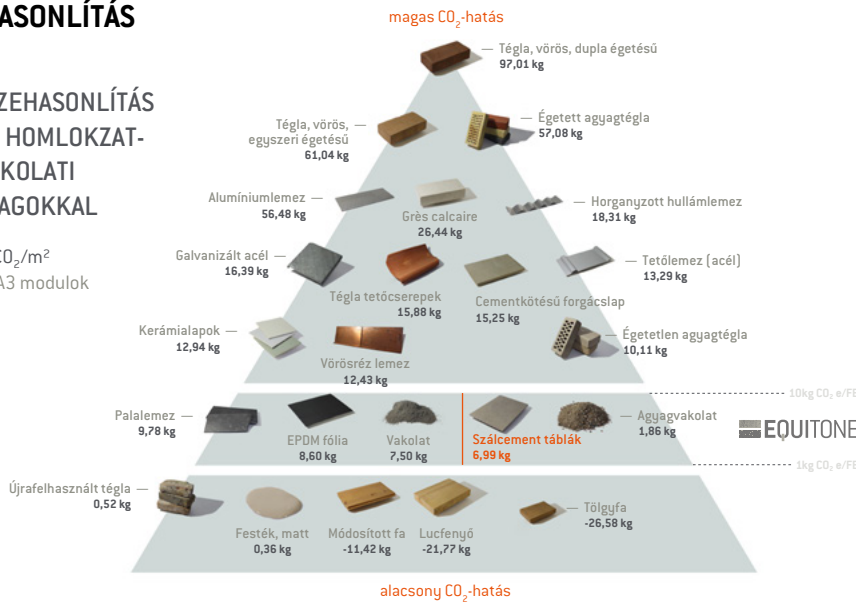 ASONLÍTÁS
ZEHASONLÍTÁS
HOMLOKZAT-
KOLATI
AGOKKAL
CO₂/m²
A3 modulok
magas CO₂-hatás
Tégla, vörös, dupla égetésű
97,01 kg
Tégla, vörös,
egyszeri égetésű
61,04 kg
Égetett agyagtégla
57,08 kg
Alumíniumlemez
56,48 kg
Grès calcaire
26,44 kg
Horganyzott hullámlemez
18,31 kg
Galvanizált acél
16,39 kg
Tégla tetőcserepek
15,88 kg
Cementkötésű forgácslap
15,25 kg
Tetőlemez (acél)
13,29 kg
Kerámialapok
12,94 kg
Vörösréz lemez
12,43 kg
Égetetlen agyagtégla
10,11 kg
10kg CO₂ e/FE
Palalemez
9,78 kg
EPDM fólia
8,60 kg
Vakolat
7,50 kg
Szálcement táblák
6,99 kg
Agyagvakolat
1,86 kg
EQUITONE
1kg CO₂ e/FE
Újrafelhasznált tégla
0,52 kg
Festék, matt
0,36 kg
Módosított fa
-11,42 kg
Lucfenyő
-21,77 kg
Tölgyfa
-26,58 kg
alacsony CO₂-hatás